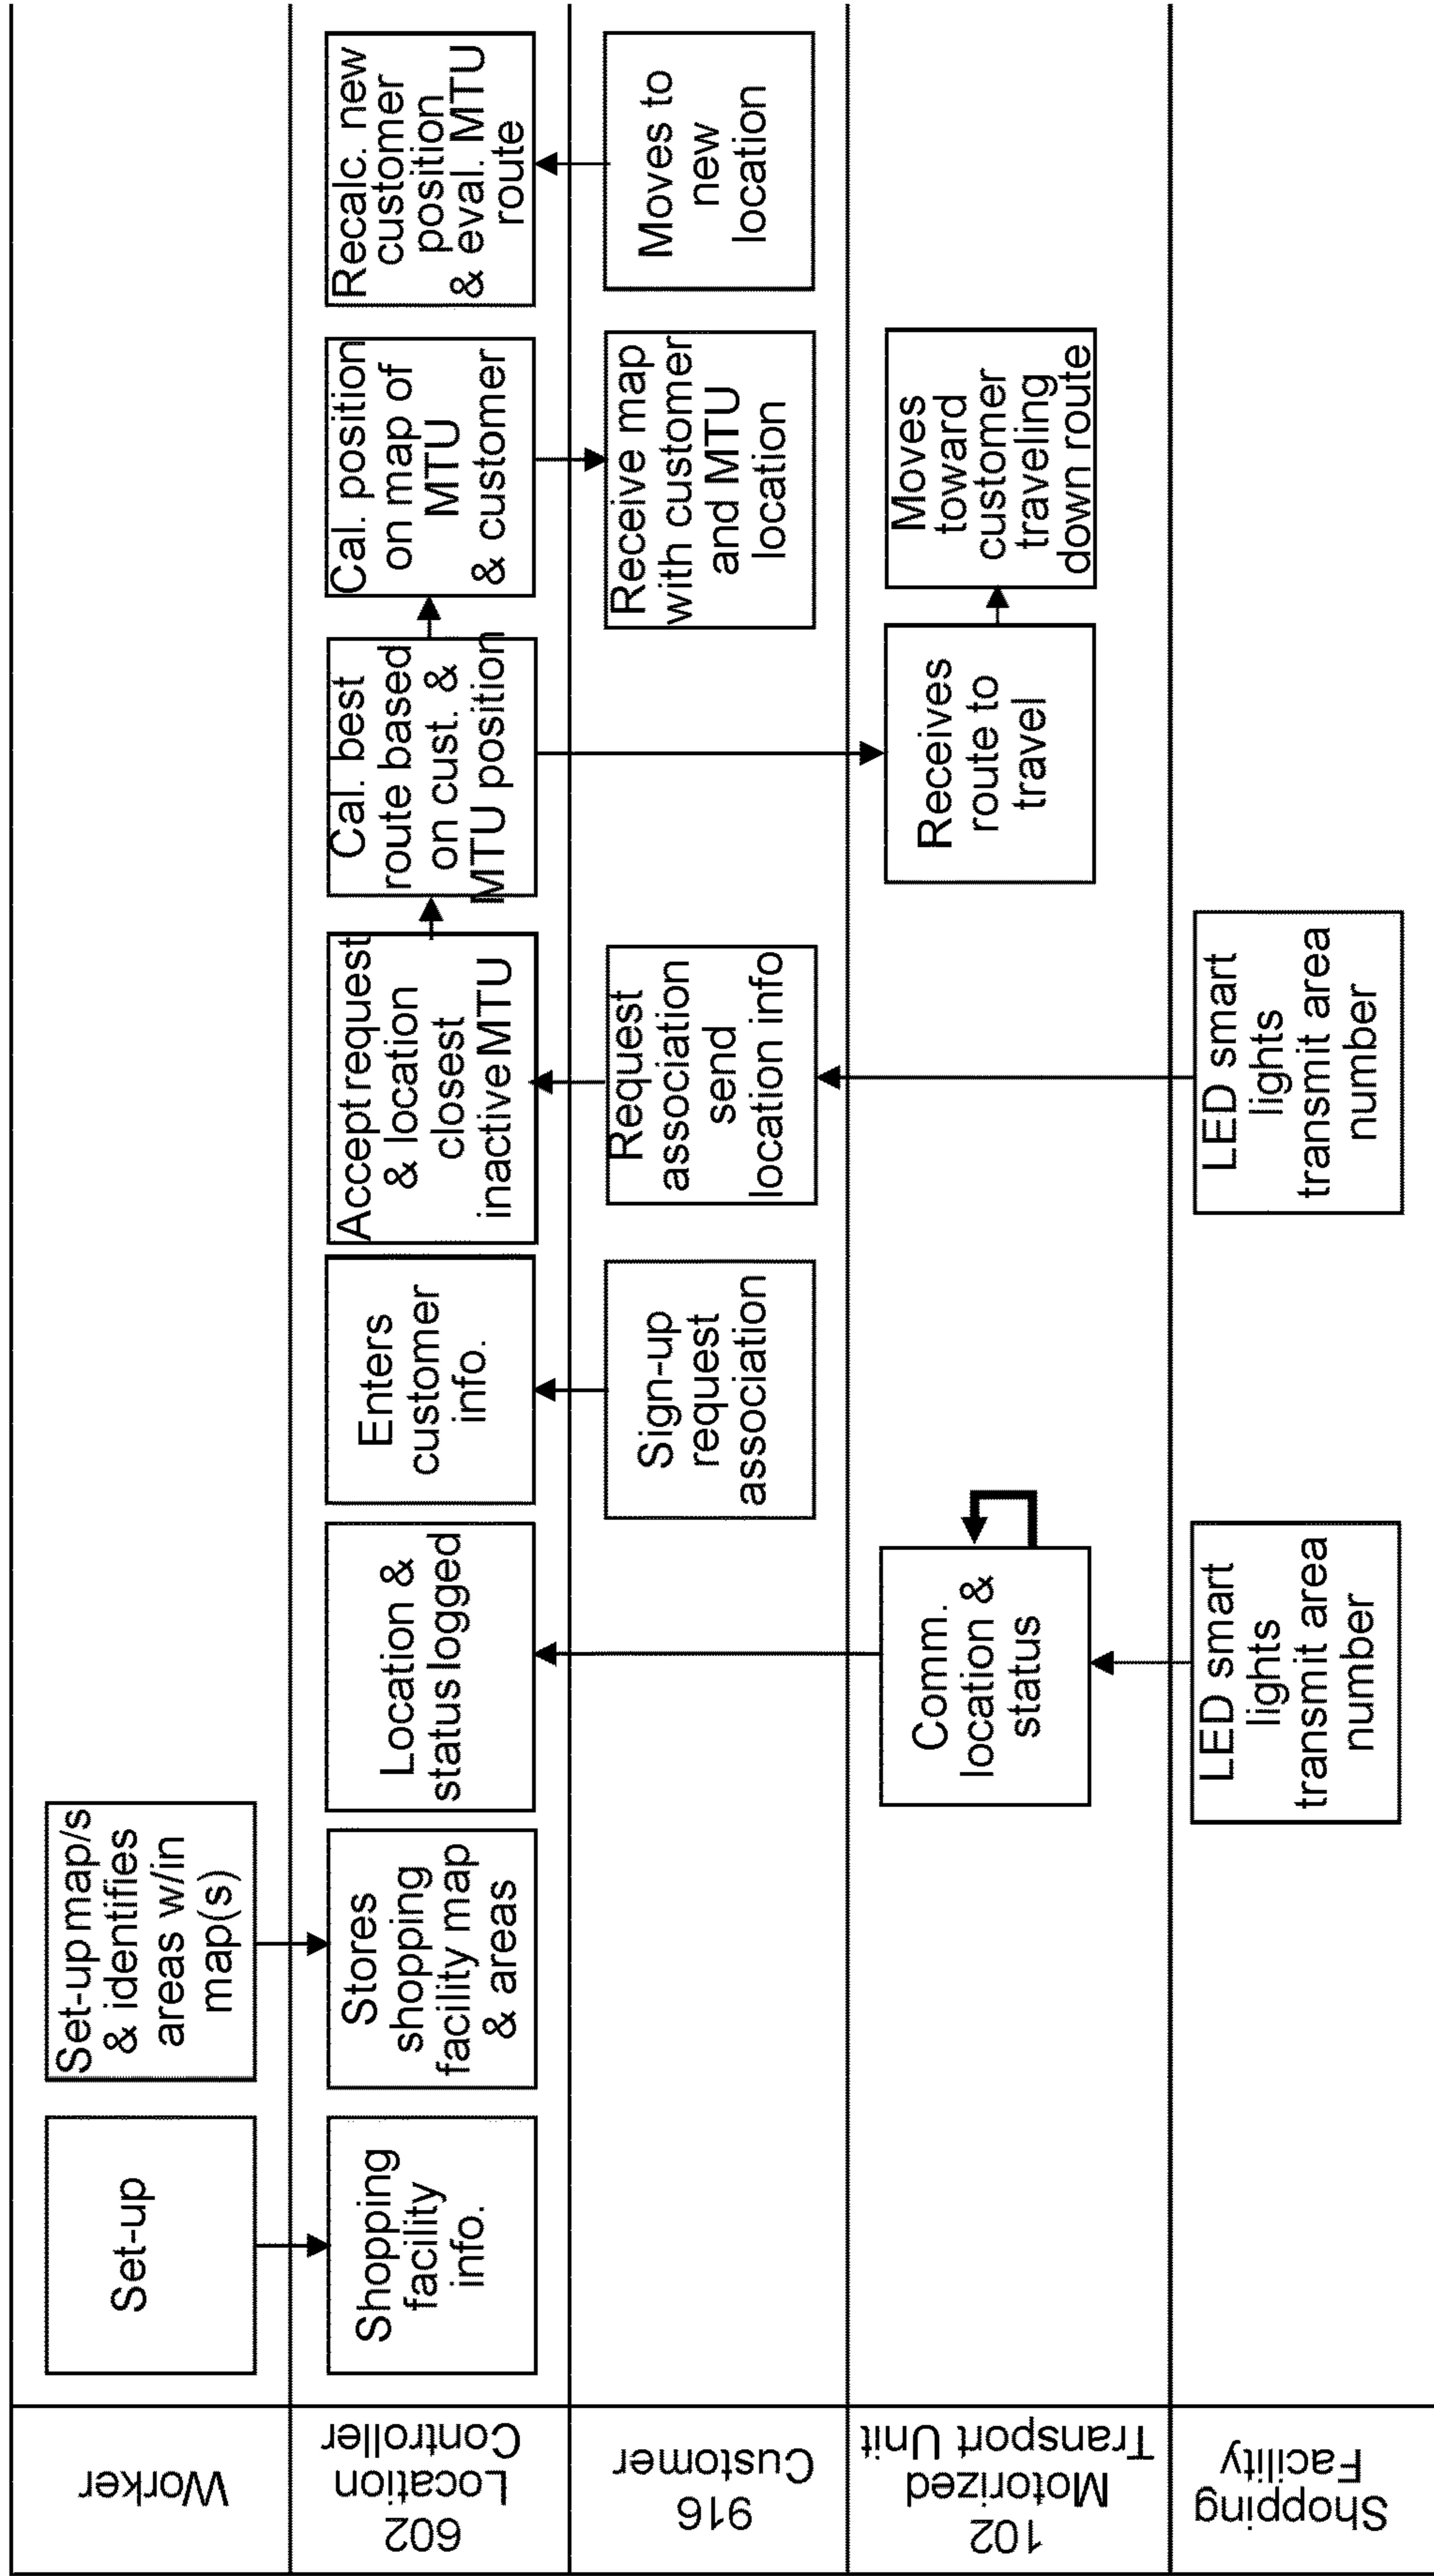 Worker
Set-up
Set-up map/s
& identifies
areas w/in
map(s)
602
Location
Controller
Shopping
facility
info.
Stores
shopping
facility map
& areas
Location &
status logged
Enters
customer
info.
Accept request
& location
closest
inactive MTU
Cal. best
route based
on cust. &
MTU position
Cal. position
on map of
MTU
& customer
Recalc. new
customer
position
& eval. MTU
route
916
Customer
Sign-up
request
association
Request
association
send
location info
Receive map
with customer
and MTU
location
Moves to
new
location
102
Motorized
Transport Unit
Comm.
location &
status
Receives
route to
travel
Moves
toward
customer
traveling
down route
Shopping
Facility
LED smart
lights
transmit area
number
LED smart
lights
transmit area
number